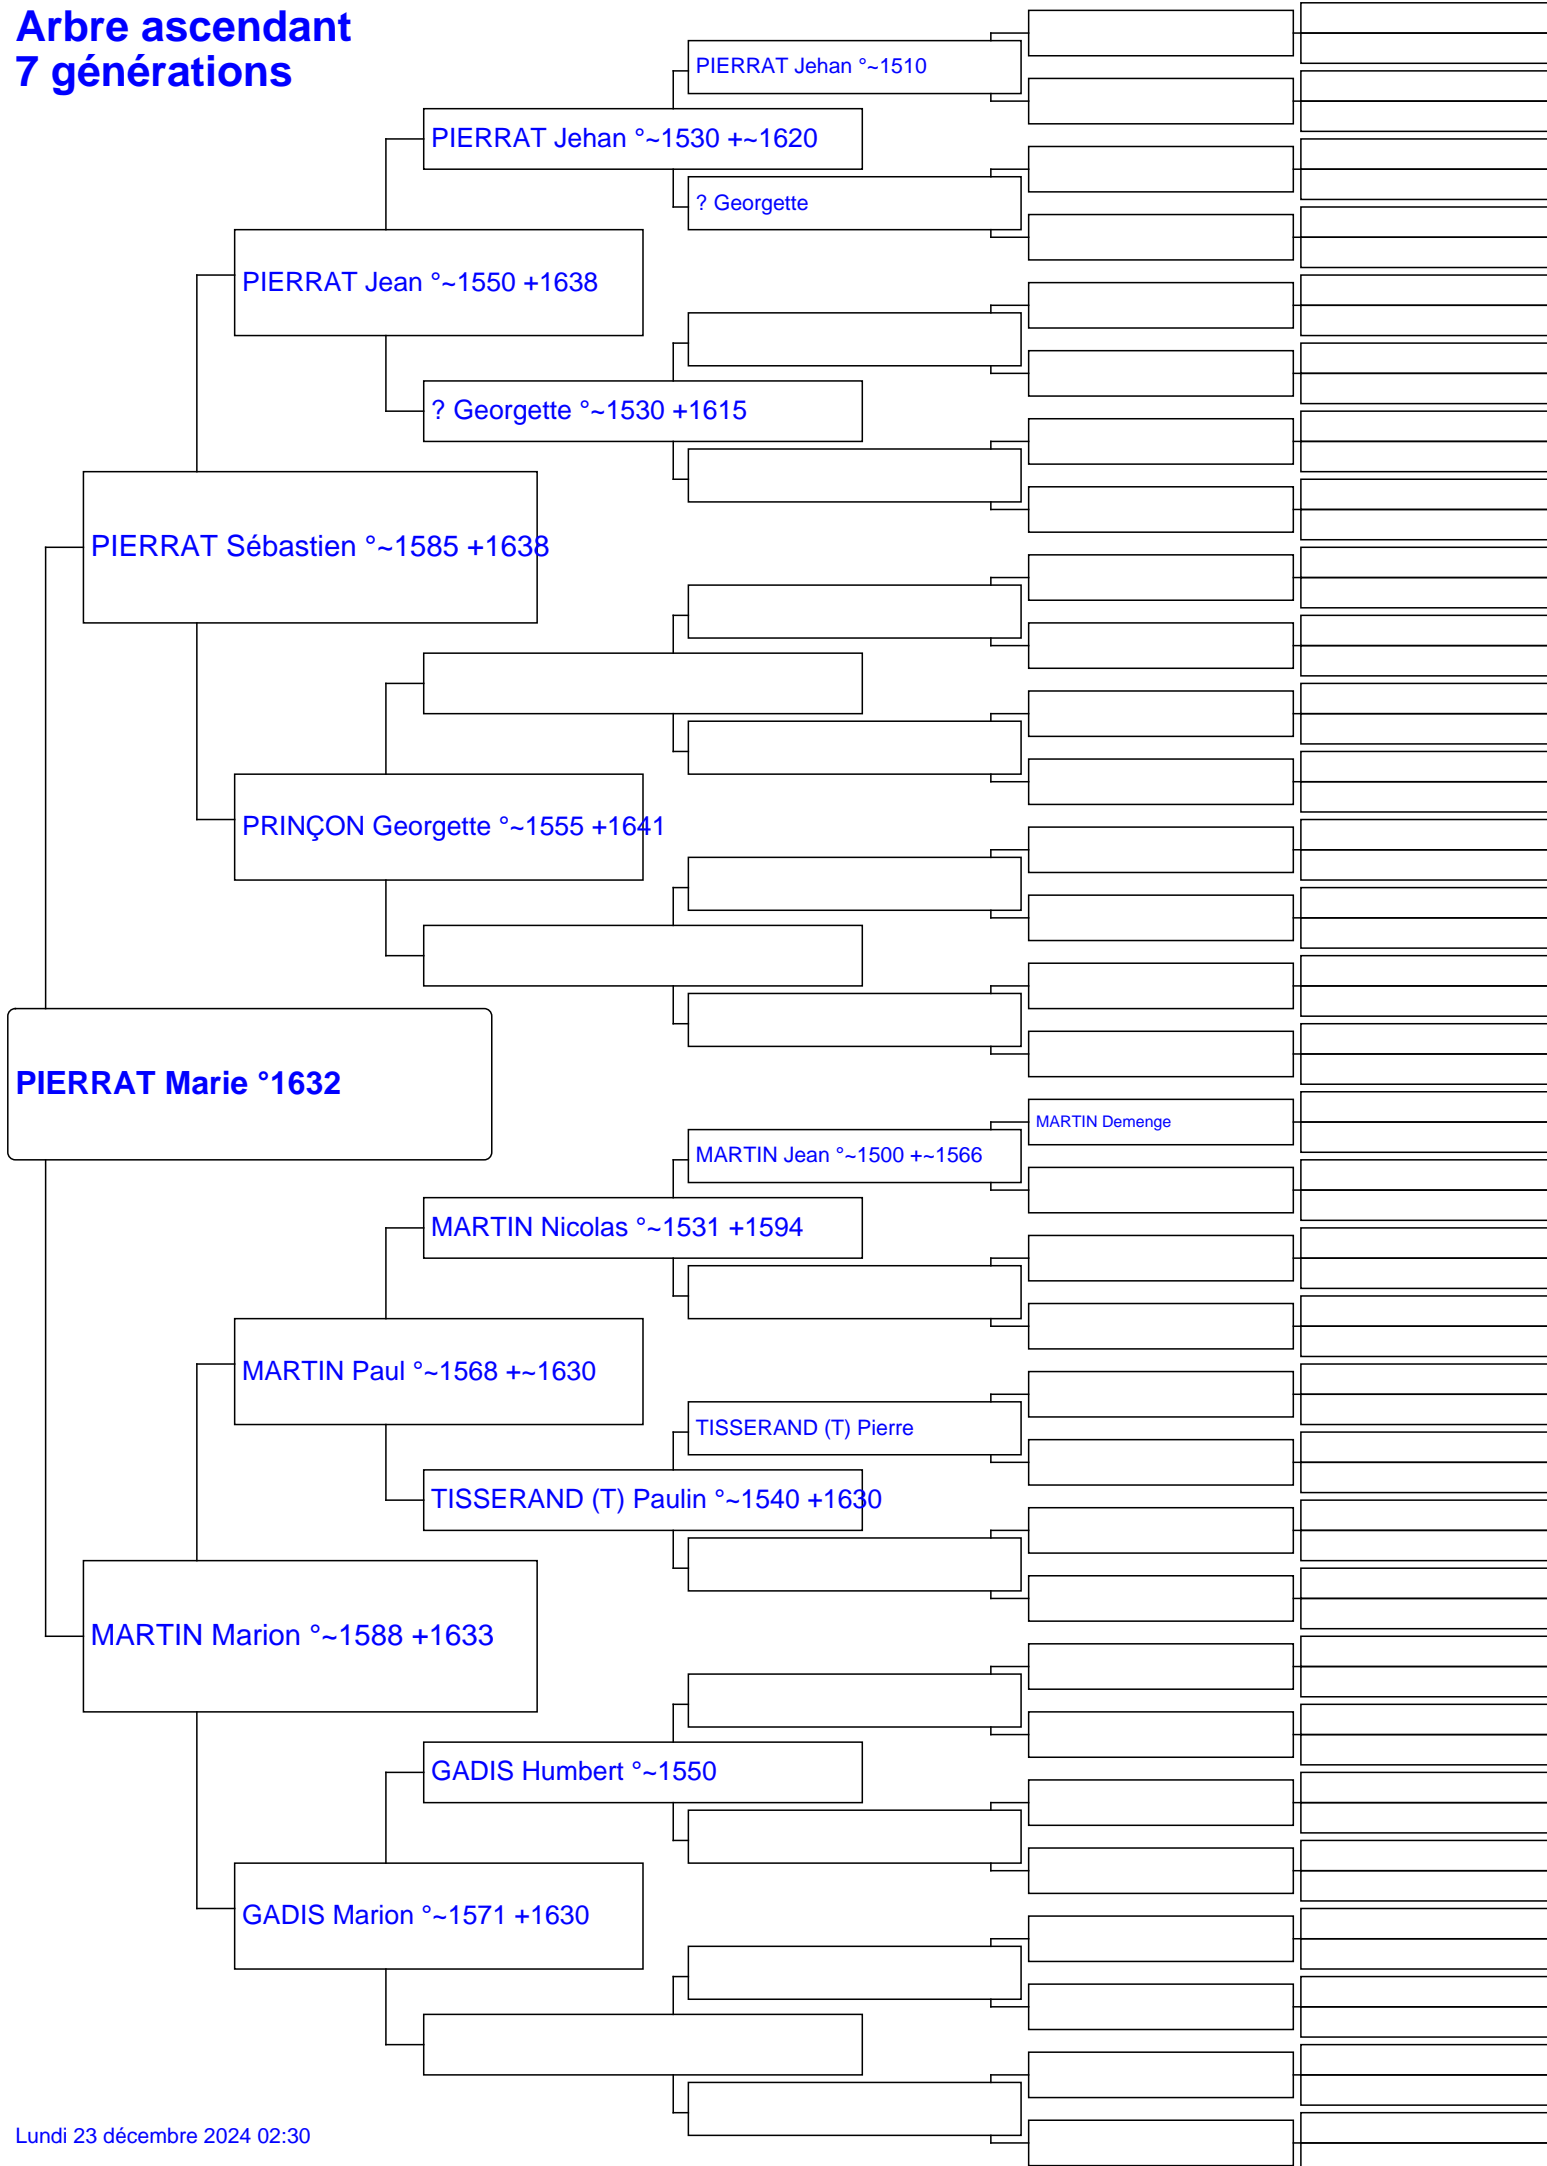 Arbre ascendant
7 générations
PIERRAT Jehan °~1510
PIERRAT Jehan °~1530 +~1620
? Georgette
PIERRAT Jean °~1550 +1638
? Georgette °~1530 +1615
PIERRAT Sébastien °~1585 +1638
PRINÇON Georgette °~1555 +1641
PIERRAT Marie °1632
MARTIN Demenge
MARTIN Jean °~1500 +~1566
MARTIN Nicolas °~1531 +1594
MARTIN Paul °~1568 +~1630
TISSERAND (T) Pierre
TISSERAND (T) Paulin °~1540 +1630
MARTIN Marion °~1588 +1633
GADIS Humbert °~1550
GADIS Marion °~1571 +1630
Lundi 23 décembre 2024 02:30